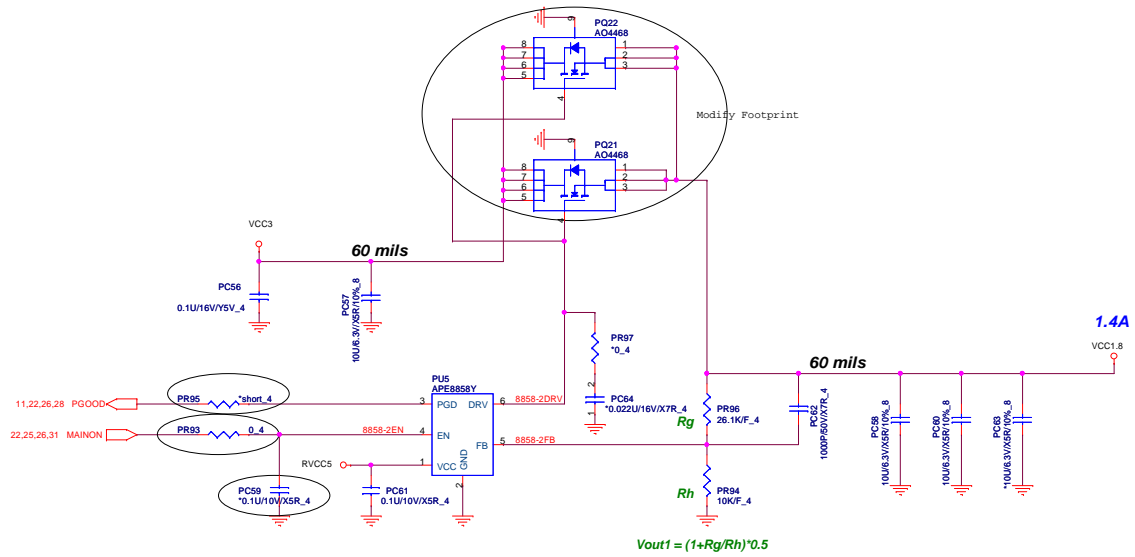 9
PQ22
AO4468
8
7
6
5
1
2
3
4
Modify Footprint
9
PQ21
AO4468
8
7
6
5
1
2
3
4
VCC3
60 mils
PC56
0.1U/16V/Y5V_4
PC57
10U/6.3V/X5R/10%_8
1.4A
VCC1.8
60 mils
PR97
*0_4
2
1
PC64
*0.022U/16V/X7R_4
PU5
APE8858Y
11,22,26,28 PGOOD
PR95
*short_4
3
PGD
DRV
6
8858-2DRV
22,25,26,31 MAINON
PR93
0_4
8858-2EN
4
EN
FB
5
8858-2FB
RVCC5
1
VCC
GND
2
PC59
*0.1U/10V/X5R_4
PC61
0.1U/10V/X5R_4
Rg
PR96
26.1K/F_4
PC62
1000P/50V/X7R_4
PC58
10U/6.3V/X5R/10%_8
PC60
10U/6.3V/X5R/10%_8
PC63
*10U/6.3V/X5R/10%_8
Rh
PR94
10K/F_4
Vout1 = (1+Rg/Rh)*0.5